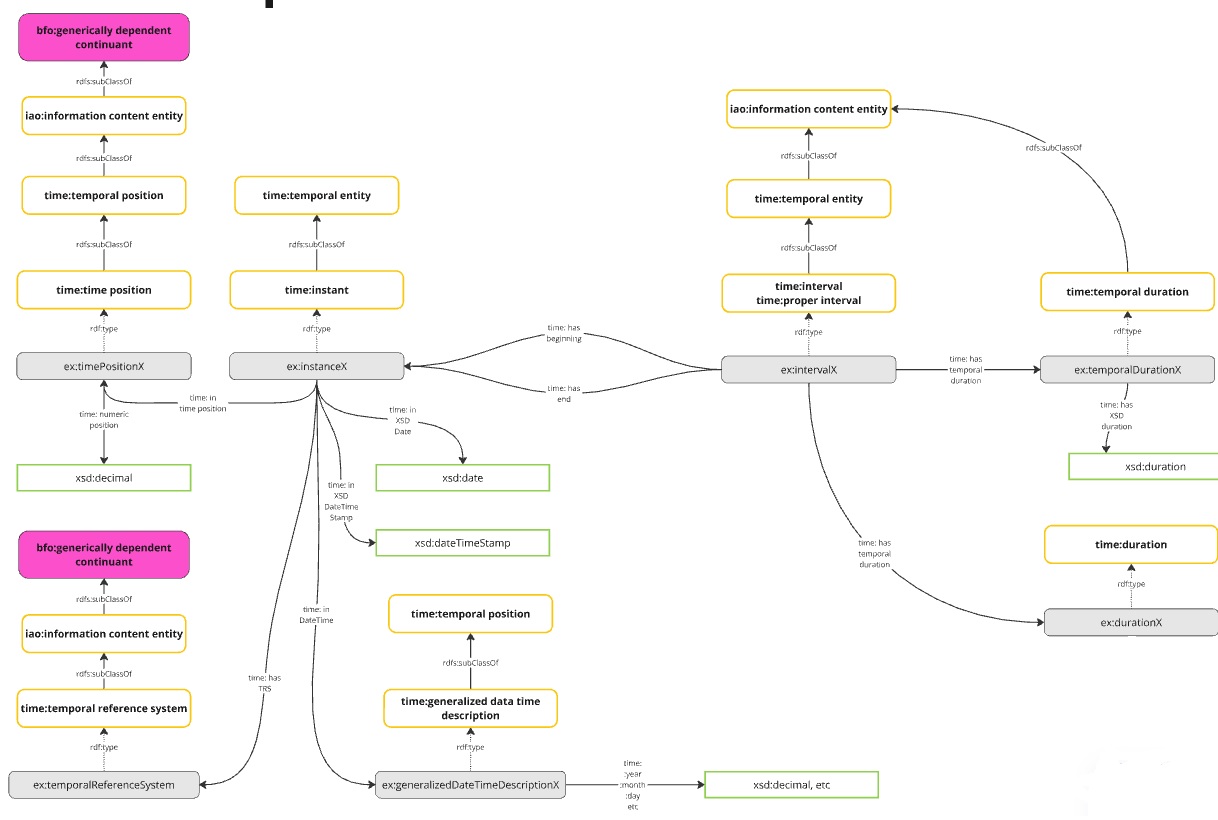 bfo:generically dependent
continuant
rdfs:subClassOf
iao:information content entity
rdfs:subClassOf
time:temporal position
rdfs:subClassOf
time:time position
rdf:type
ex:timePositionX
time: numeric
position
xsd:decimal
time: in
time position
time:temporal entity
rdfs:subClassOf
time:instant
rdf:type
ex:instanceX
time: has
beginning
time: has
end
time: in
XSD
Date
xsd:date
time: in
XSD
DateTime
Stamp
xsd:dateTimeStamp
time: in
DateTime
time: has
TRS
iao:information content entity
rdfs:subClassOf
time:temporal entity
rdfs:subClassOf
time:interval
time:proper interval
rdf:type
ex:intervalX
rdfs:subClassOf
time:temporal duration
rdf:type
time: has
temporal
duration
ex:temporalDurationX
time: has
XSD
duration
xsd:duration
time: has
temporal
duration
time:duration
rdf:type
ex:durationX
bfo:generically dependent
continuant
rdfs:subClassOf
iao:information content entity
rdfs:subClassOf
time:temporal reference system
rdf:type
ex:temporalReferenceSystem
time:temporal position
rdfs:subClassOf
time:generalized data time
description
rdf:type
ex:generalizedDateTimeDescriptionX
time:
:year
:month
:day
etc
xsd:decimal, etc